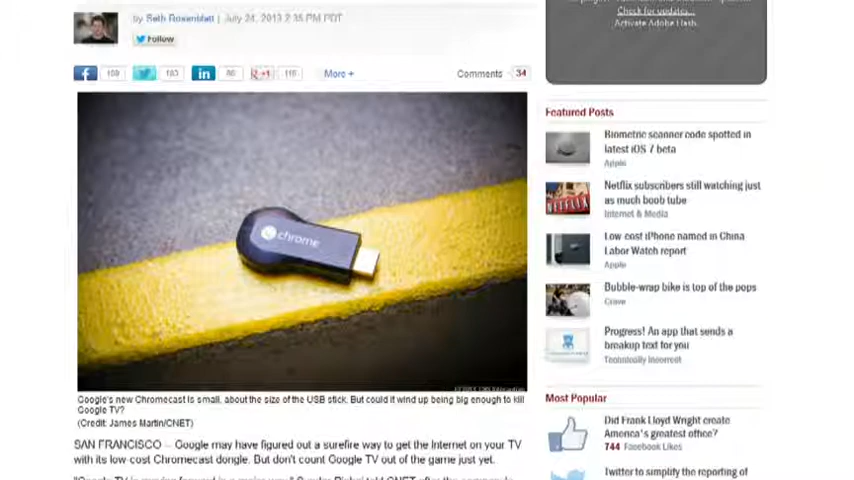 by Seth Rosenblatt | July 24, 2013 2:35 PM PDT
Follow
More +
Comments 34
Check for updates...
Activate Adobe Flash.
chrome
Google's new Chromecast is small, about the size of the USB stick. But could it wind up being big enough to kill
Google TV?
(Credit: James Martin/CNET)
SAN FRANCISCO -- Google may have figured out a surefire way to get the Internet on your TV
with its low-cost Chromecast dongle. But don't count Google TV out of the game just yet.
Featured Posts
Biometric scanner code spotted in
latest iOS 7 beta
Apple
Netflix subscribers still watching just
as much boob tube
Internet & Media
NETFLIX
Low cost iPhone named in China
Labor Watch report
Apple
Bubble-wrap bike is top of the pops
Crave
Progress! An app that sends a
breakup text for you
Technically Incorrect
Most Popular
Did Frank Lloyd Wright create
America's greatest office?
744 Facebook Likes
Twitter to simplify the reporting of